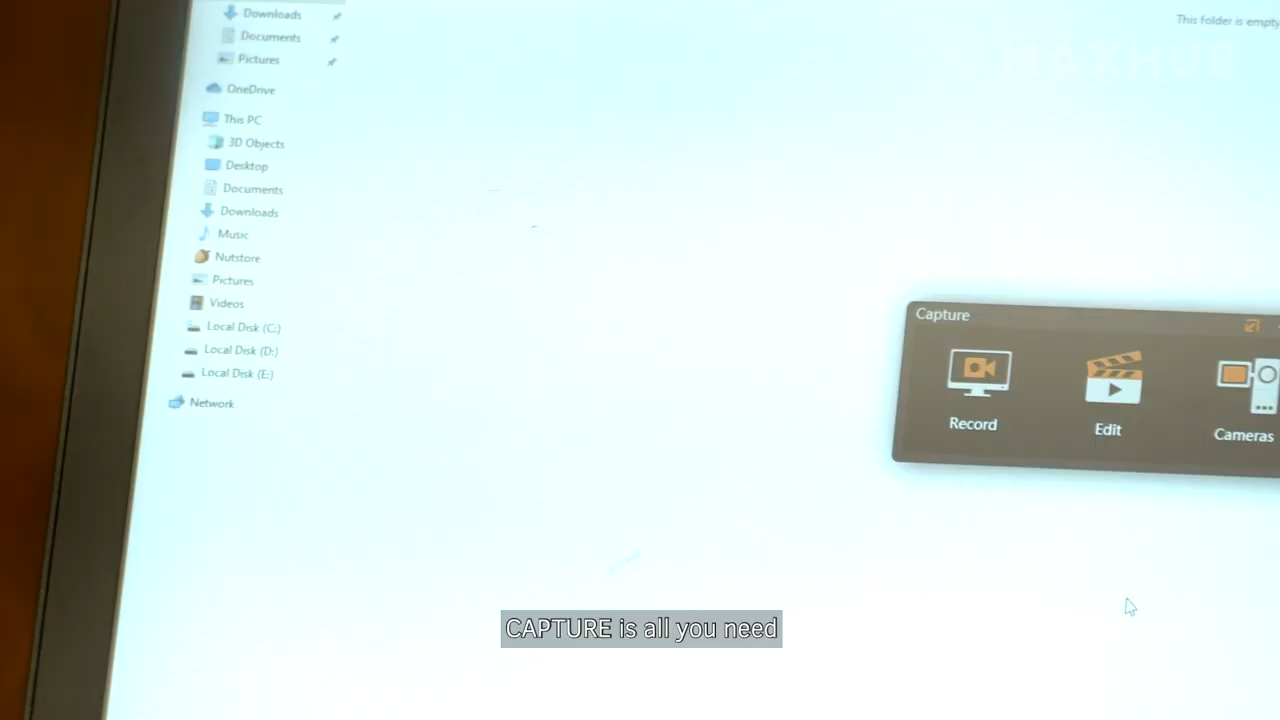 Downloads
Documents
Pictures
OneDrive
This PC
3D Objects
Desktop
Documents
Downloads
Music
Nutstore
Pictures
Videos
Local Disk (C:)
Local Disk (D:)
Local Disk (E:)
Network
This folder is empty
MAXHUB
Capture
Record
Edit
Cameras
CAPTURE is all you need